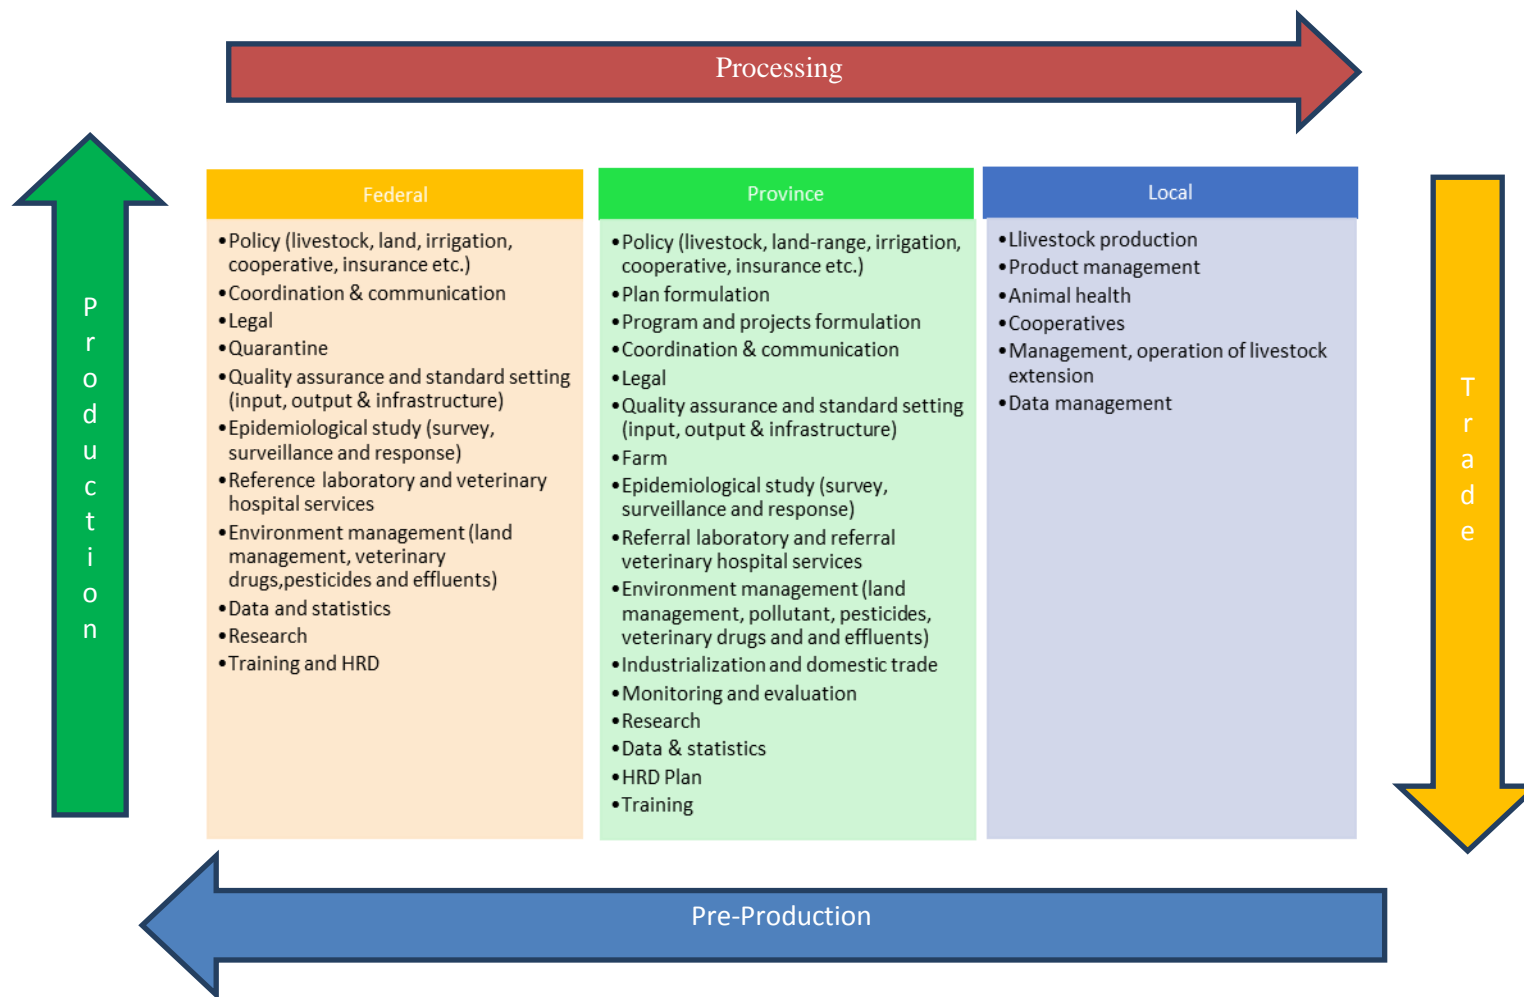 Processing
Production
Federal
•Policy (livestock, land, irrigation,
cooperative, insurance etc.)
•Coordination & communication
•Legal
•Quarantine
•Quality assurance and standard setting
(input, output & infrastructure)
•Epidemiological study (survey,
surveillance and response)
•Reference laboratory and veterinary
hospital services
•Environment management (land
management, veterinary
drugs,pesticides and effluents)
•Data and statistics
•Research
•Training and HRD
Province
•Policy (livestock, land-range, irrigation,
cooperative, insurance etc.)
•Plan formulation
•Program and projects formulation
•Coordination & communication
•Legal
•Quality assurance and standard setting
(input, output & infrastructure)
•Farm
•Epidemiological study (survey,
surveillance and response)
•Referral laboratory and referral
veterinary hospital services
•Environment management (land
management, pollutant, pesticides,
veterinary drugs and and effluents)
•Industrialization and domestic trade
•Monitoring and evaluation
•Research
•Data & statistics
•HRD Plan
•Training
Local
•Llivestock production
•Product management
•Animal health
•Cooperatives
•Management, operation of livestock
extension
•Data management
Trade
Pre-Production